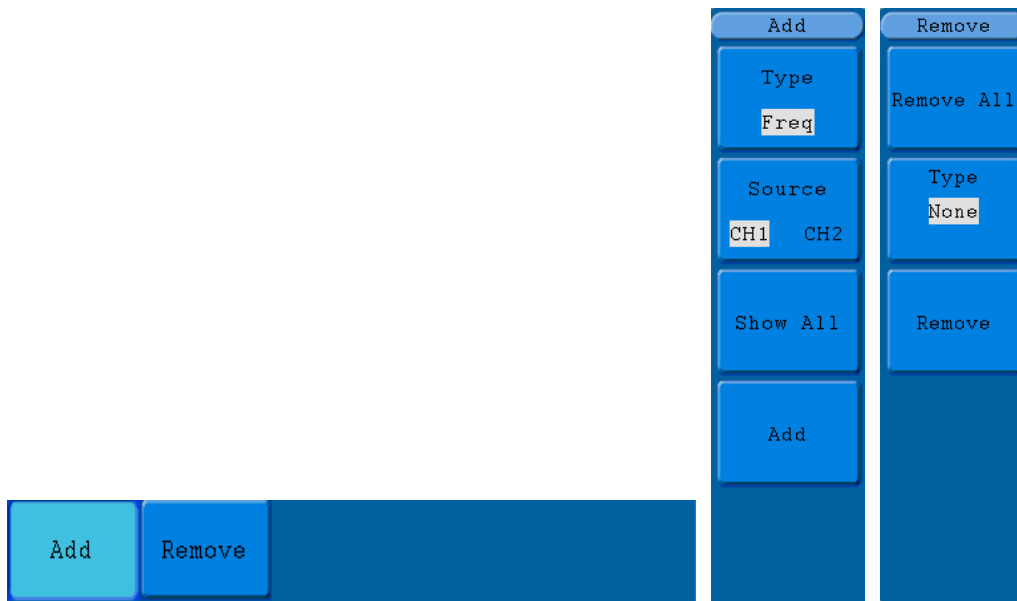 Add
Type
Freq
Source
CH1 CH2
Show All
Add
Remove
Remove All
Type
None
Remove
Add Remove